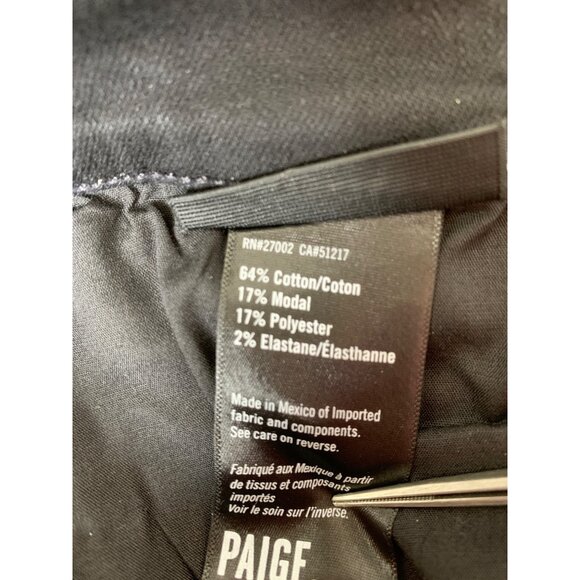 RN#27002 CA#51217
64% Cotton/Coton
17% Modal
17% Polyester
2% Elastane/Élasthanne
Made in Mexico of Imported
fabric and components.
See care on reverse.
Fabriqué aux Mexique à partir
de tissus et composants
importés
Voir le soin sur l'inverse.
PAIGE